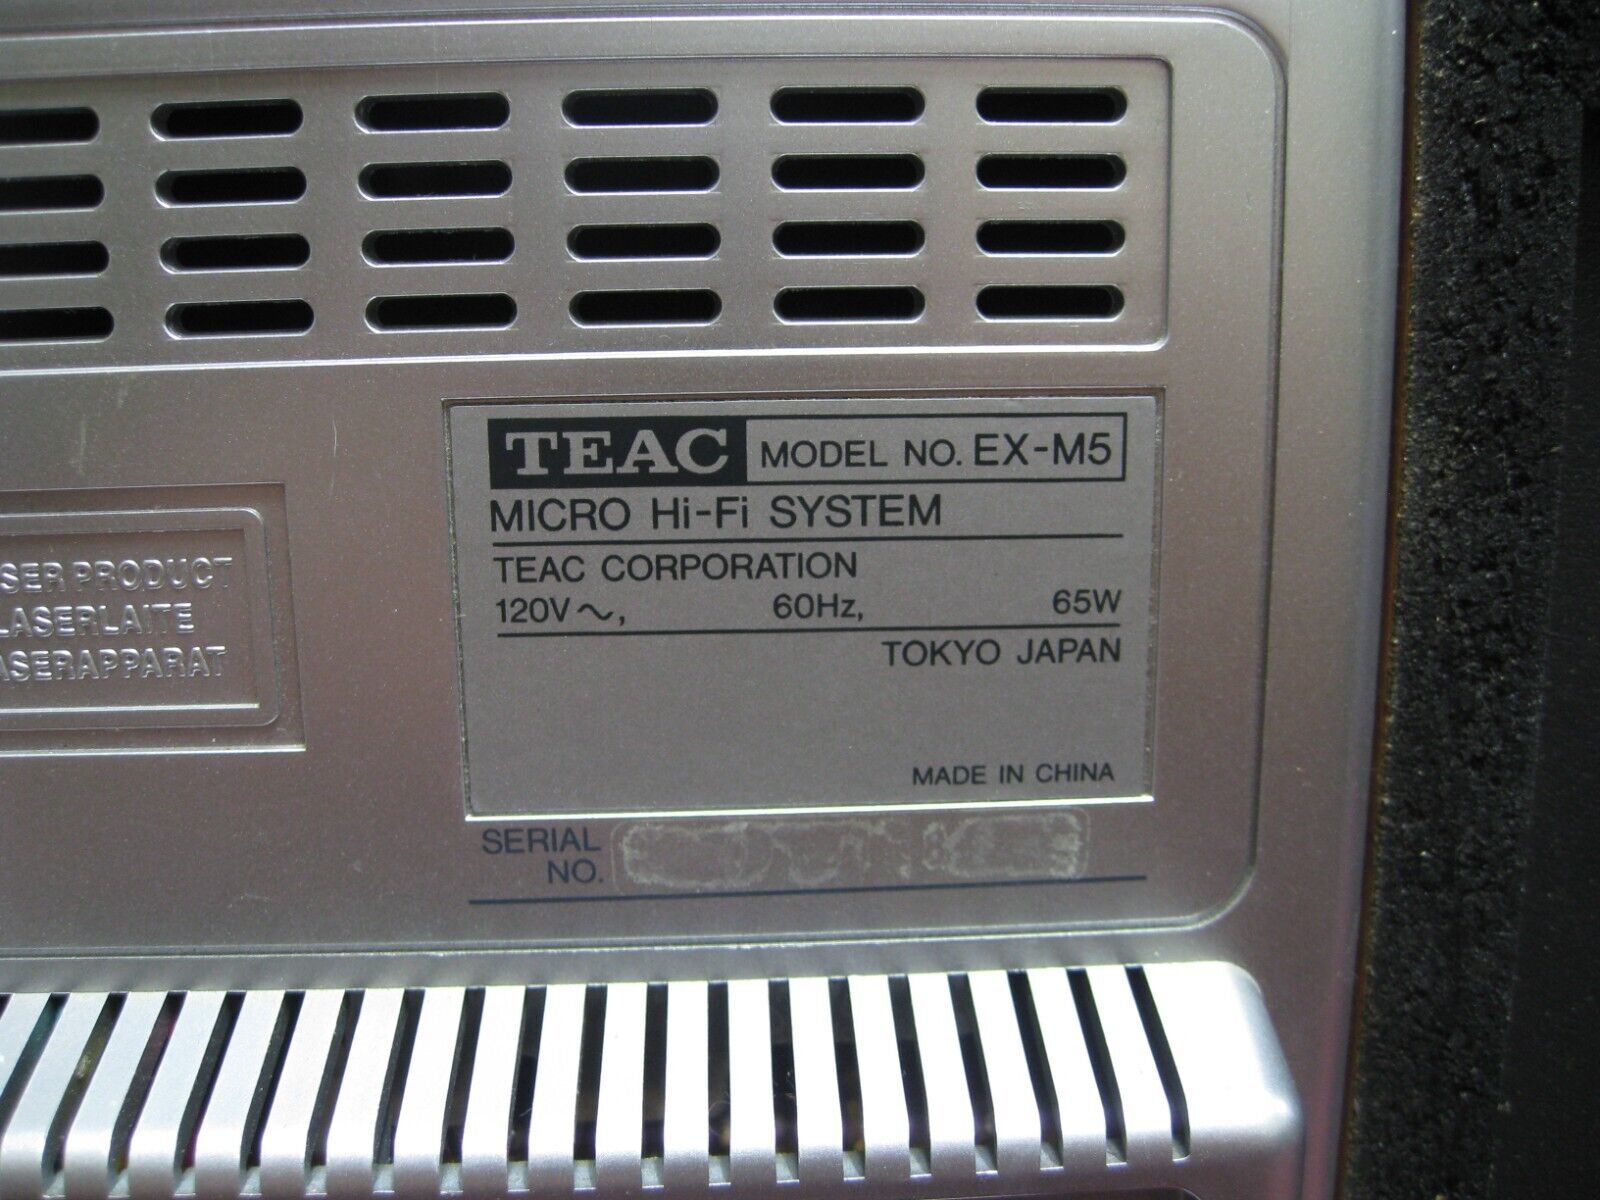 TEAC MODEL NO. EX-M5
MICRO Hi-Fi SYSTEM
TEAC CORPORATION
120V~, 60Hz, 65W
TOKYO JAPAN
MADE IN CHINA
SERIAL
NO.
SER PRODUCT
LASERLAITE
ASERAPPARAT